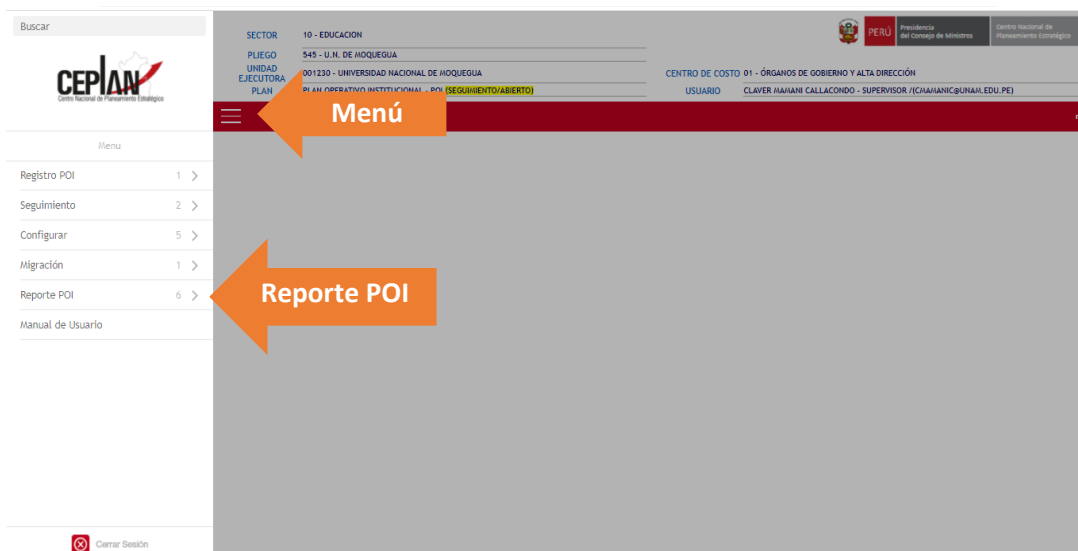 Buscar
CEPLAN
Centro Nacional de Planeamiento Estratégico
Menu
Registro POI 1
Seguimiento 2
Configurar 5
Migración 1
Reporte POI 6
Manual de Usuario
Cerrar Sesión
SECTOR 10 - EDUCACION
PLIEGO 545 - U.N. DE MOQUEGUA
UNIDAD EJECUTORA 001230 - UNIVERSIDAD NACIONAL DE MOQUEGUA
PLAN PLAN OPERATIVO INSTITUCIONAL - POI (SEGUIMIENTO/ABIERTO)
PERÚ
Presidencia
del Consejo de Ministros
Centro Nacional de
Planeamiento Estratégico
CENTRO DE COSTO 01 - ÓRGANOS DE GOBIERNO Y ALTA DIRECCIÓN
USUARIO CLAVER MAMANI CALLACONDO - SUPERVISOR /(CMAMANIC@UNAM.EDU.PE)
Menú
Reporte POI